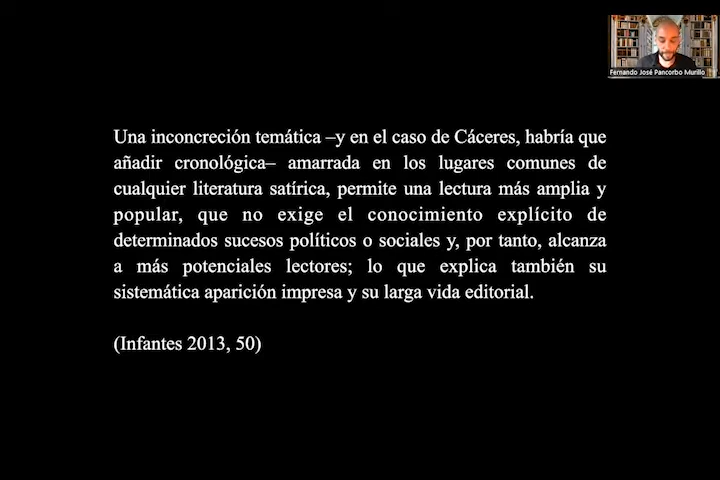 Fernando José Pancorbo Murillo
Una inconcreción temática –y en el caso de Cáceres, habría que
añadir cronológica– amarrada en los lugares comunes de
cualquier literatura satírica, permite una lectura más amplia y
popular, que no exige el conocimiento explícito de
determinados sucesos políticos o sociales y, por tanto, alcanza
a más potenciales lectores; lo que explica también su
sistemática aparición impresa y su larga vida editorial.
(Infantes 2013, 50)